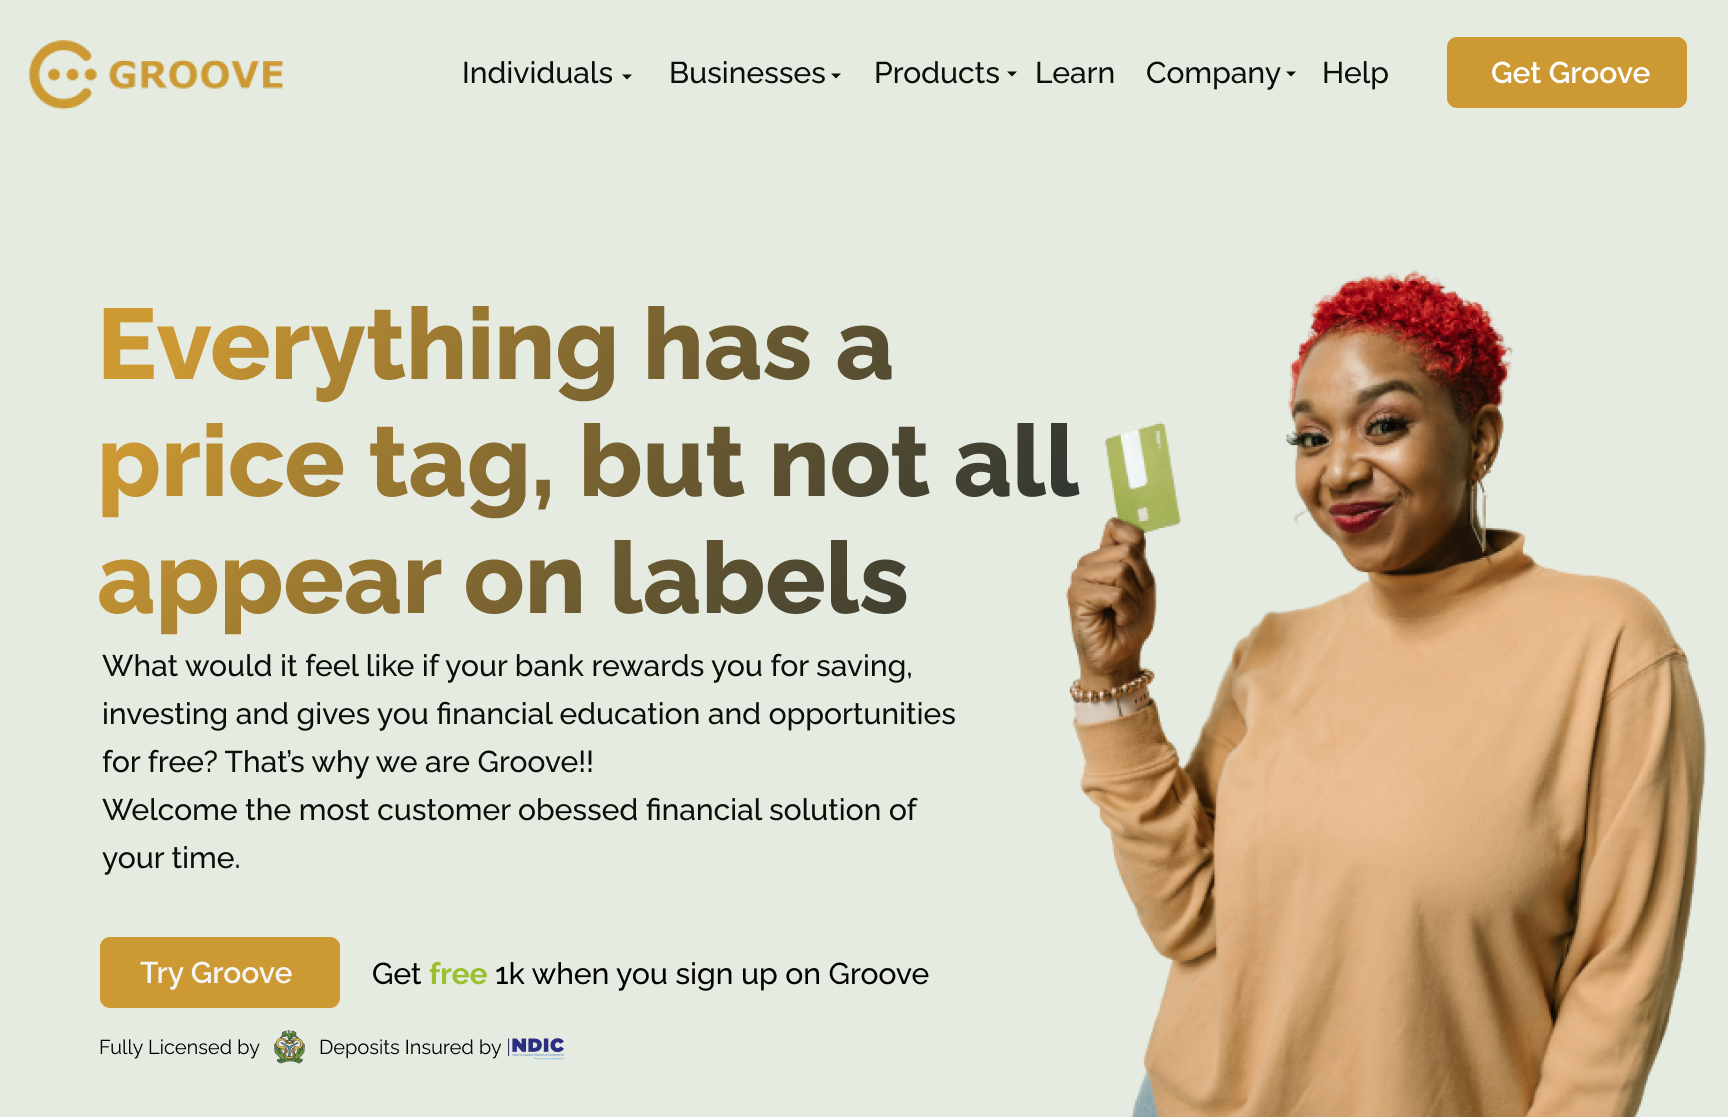 GROOVE
Individuals
Businesses
Products
Learn
Company
Help
Get Groove
Everything has a
price tag, but not all
appear on labels
What would it feel like if your bank rewards you for saving,
investing and gives you financial education and opportunities
for free? That’s why we are Groove!!
Welcome the most customer obessed financial solution of
your time.
Try Groove
Get free 1k when you sign up on Groove
Fully Licensed by
Deposits Insured by NDIC